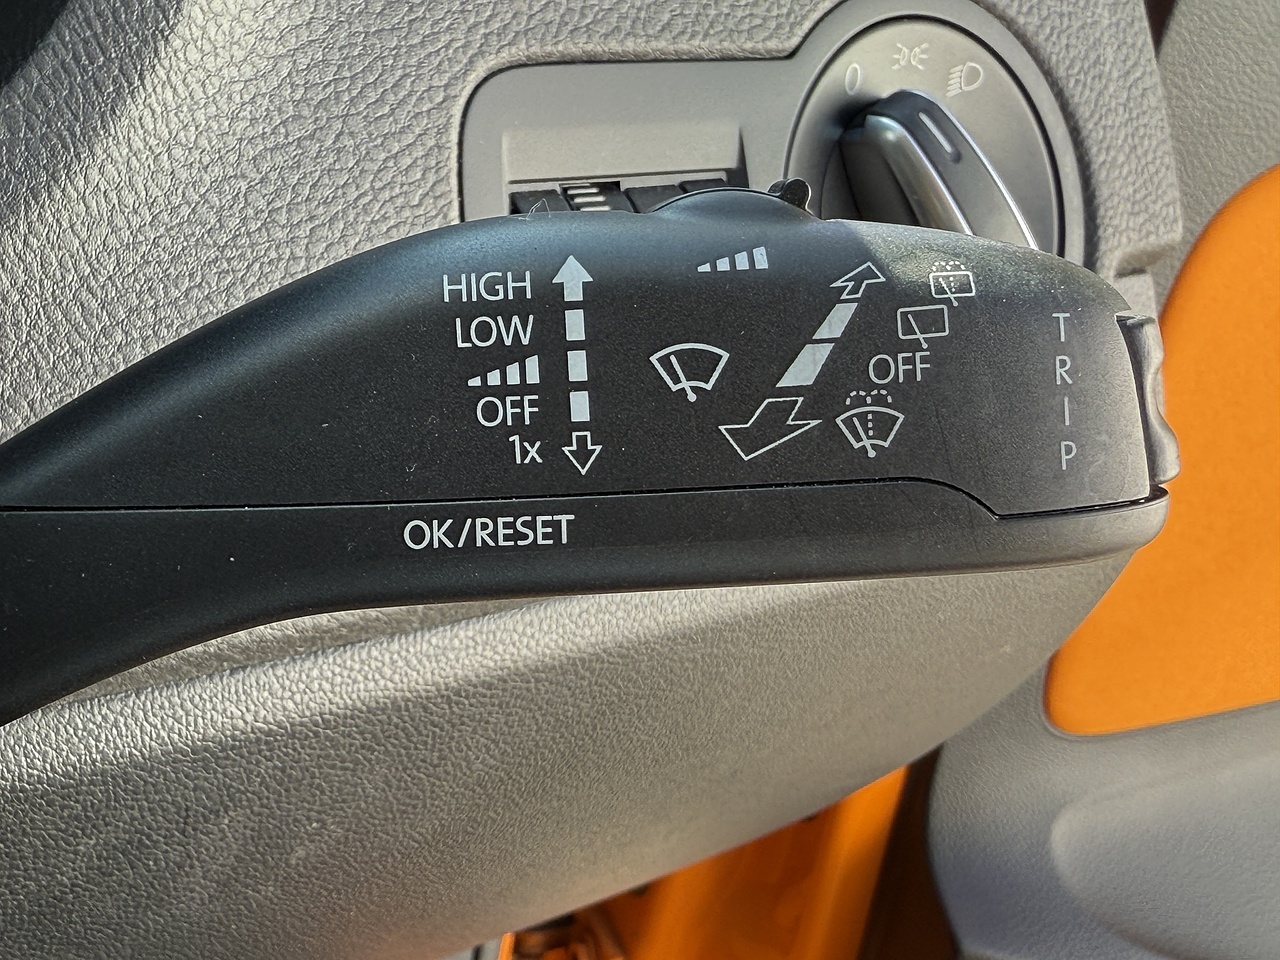 HIGH
LOW
OFF
1x
OFF
TRIP
OK/RESET